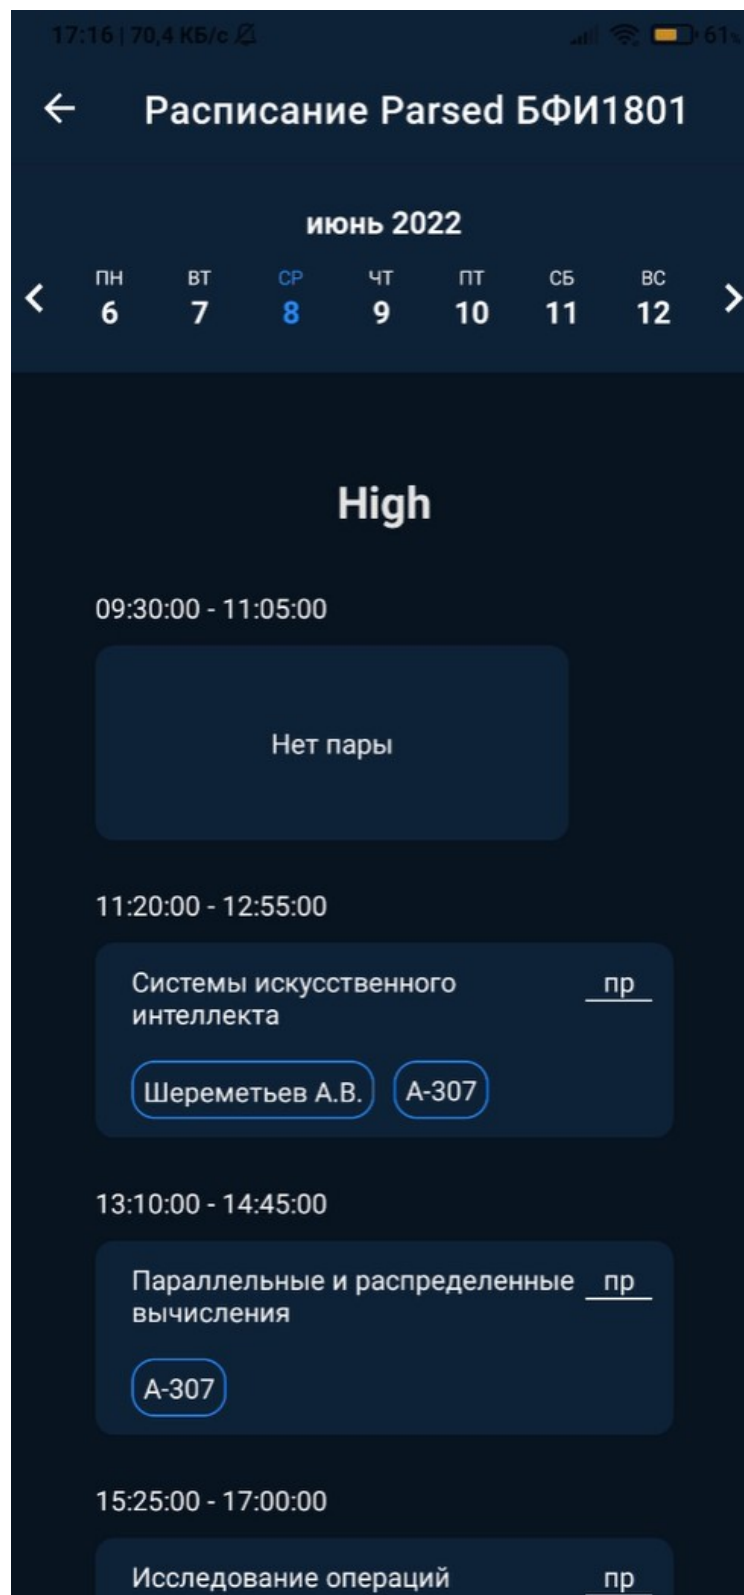 17:16 | 70,4 КБ/с 61%
Расписание Parsed БФИ1801
июнь 2022
ПН ВТ СР ЧТ ПТ СБ ВС
6 7 8 9 10 11 12
High
09:30:00 - 11:05:00
Нет пары
11:20:00 - 12:55:00
Системы искусственного пр
интеллекта
Шереметьев А.В. А-307
13:10:00 - 14:45:00
Параллельные и распределенные пр
вычисления
А-307
15:25:00 - 17:00:00
Исследование операций пр